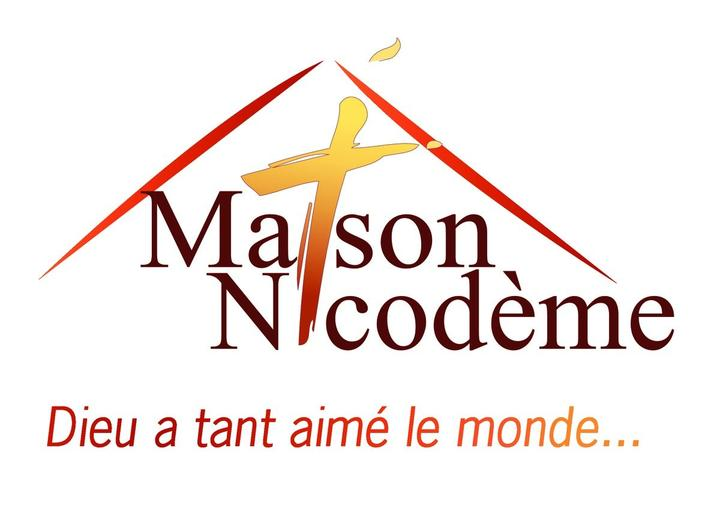 Maison
Nicodème
Dieu a tant aimé le monde...